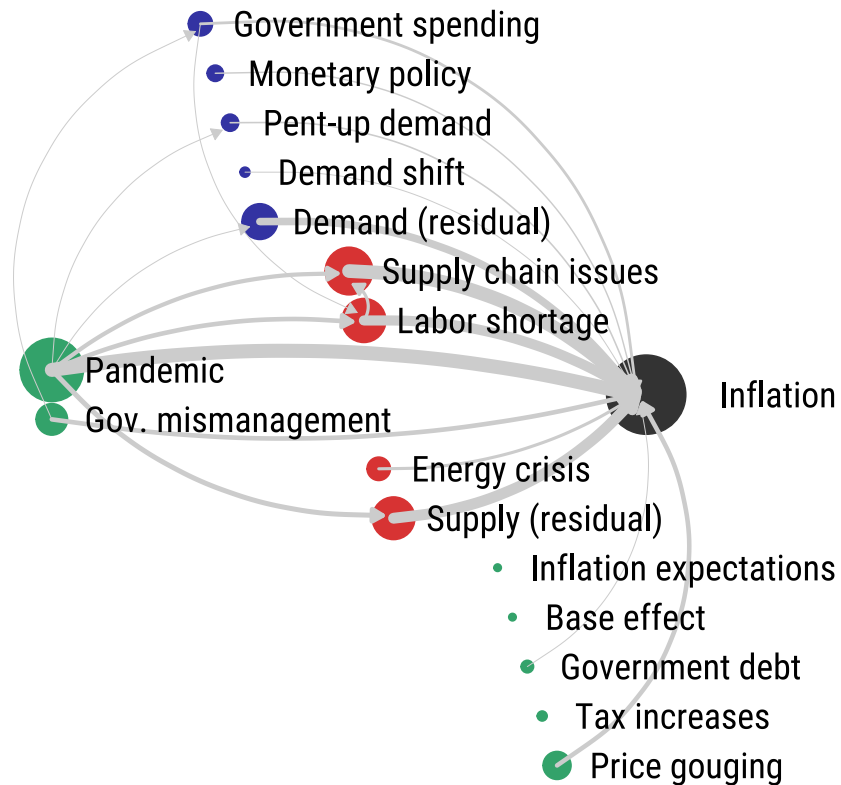 Government spending
Monetary policy
Pent-up demand
Demand shift
Demand (residual)
Supply chain issues
Labor shortage
Pandemic
Inflation
Gov. mismanagement
Energy crisis
Supply (residual)
Inflation expectations
Base effect
Government debt
Tax increases
Price gouging